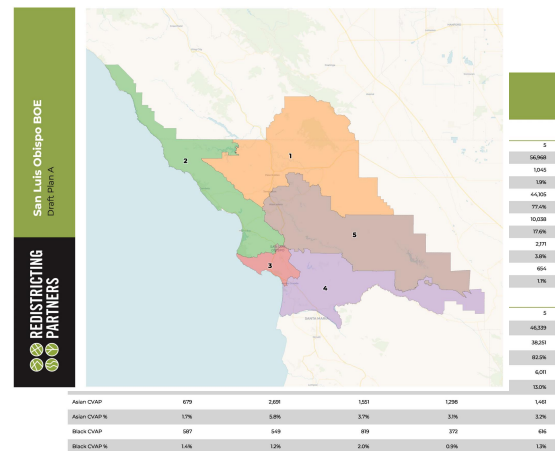 San Luis Obispo BOE
Draft Plan A
REDISTRICTING
PARTNERS
1
2
3
4
5
5
56,968
1,045
1.9%
44,105
77.4%
10,038
17.6%
2,171
3.8%
654
1.1%
5
46,339
38,251
82.5%
6,011
13.0%
Asian CVAP 679 2,691 1,551 1,298 1,461
Asian CVAP % 1.7% 5.8% 3.7% 3.1% 3.2%
Black CVAP 587 549 819 372 616
Black CVAP % 1.4% 1.2% 2.0% 0.9% 1.3%